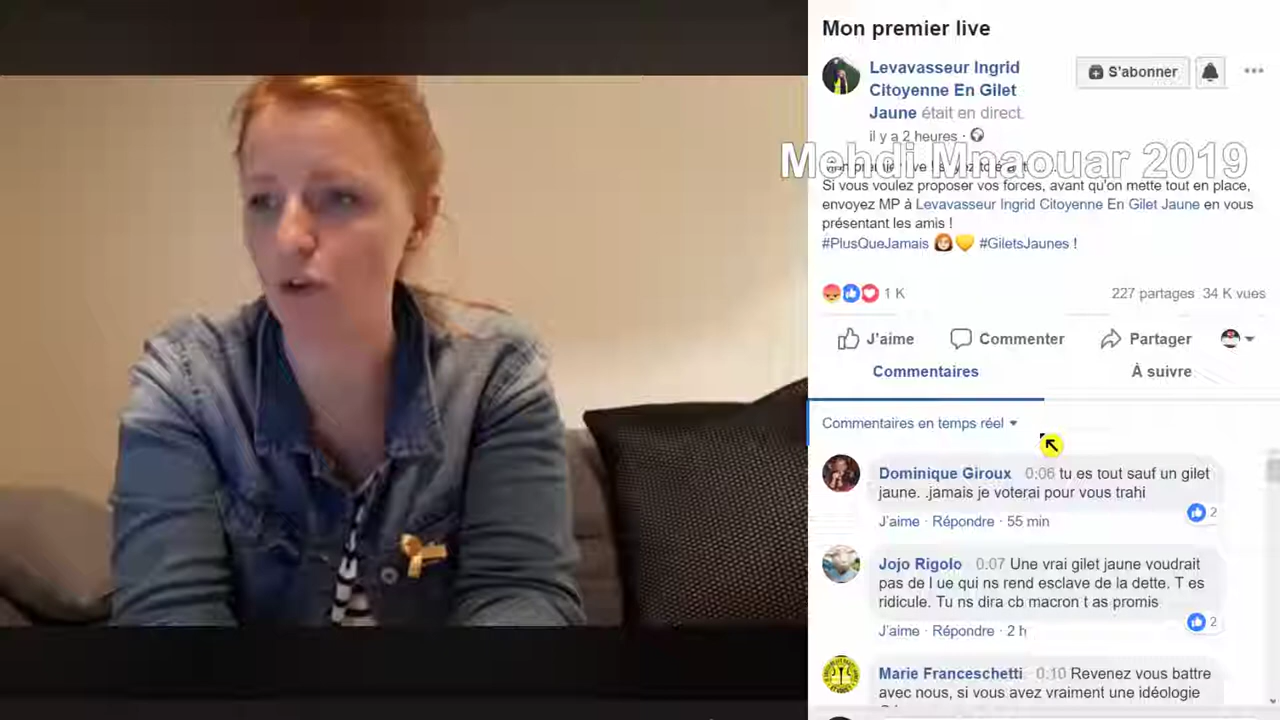 Mon premier live
Levavasseur Ingrid
Citoyenne En Gilet
Jaune était en direct.
il y a 2 heures ·
Mehdi Mnaouar 2019
Si vous voulez proposer vos forces, avant qu'on mette tout en place,
envoyez MP à Levavasseur Ingrid Citoyenne En Gilet Jaune en vous
présentant les amis !
#PlusQueJamais #GiletsJaunes !
1 K 227 partages 34 K vues
J'aime Commenter Partager
Commentaires À suivre
Commentaires en temps réel
Dominique Giroux 0:06 tu es tout sauf un gilet
jaune. .jamais je voterai pour vous trahi
2
J'aime · Répondre · 55 min
Jojo Rigolo 0:07 Une vrai gilet jaune voudrait
pas de l ue qui ns rend esclave de la dette. T es
ridicule. Tu ns dira cb macron t as promis
2
J'aime · Répondre · 2 h
Marie Franceschetti 0:10 Revenez vous battre
avec nous, si vous avez vraiment une idéologie
S'abonner